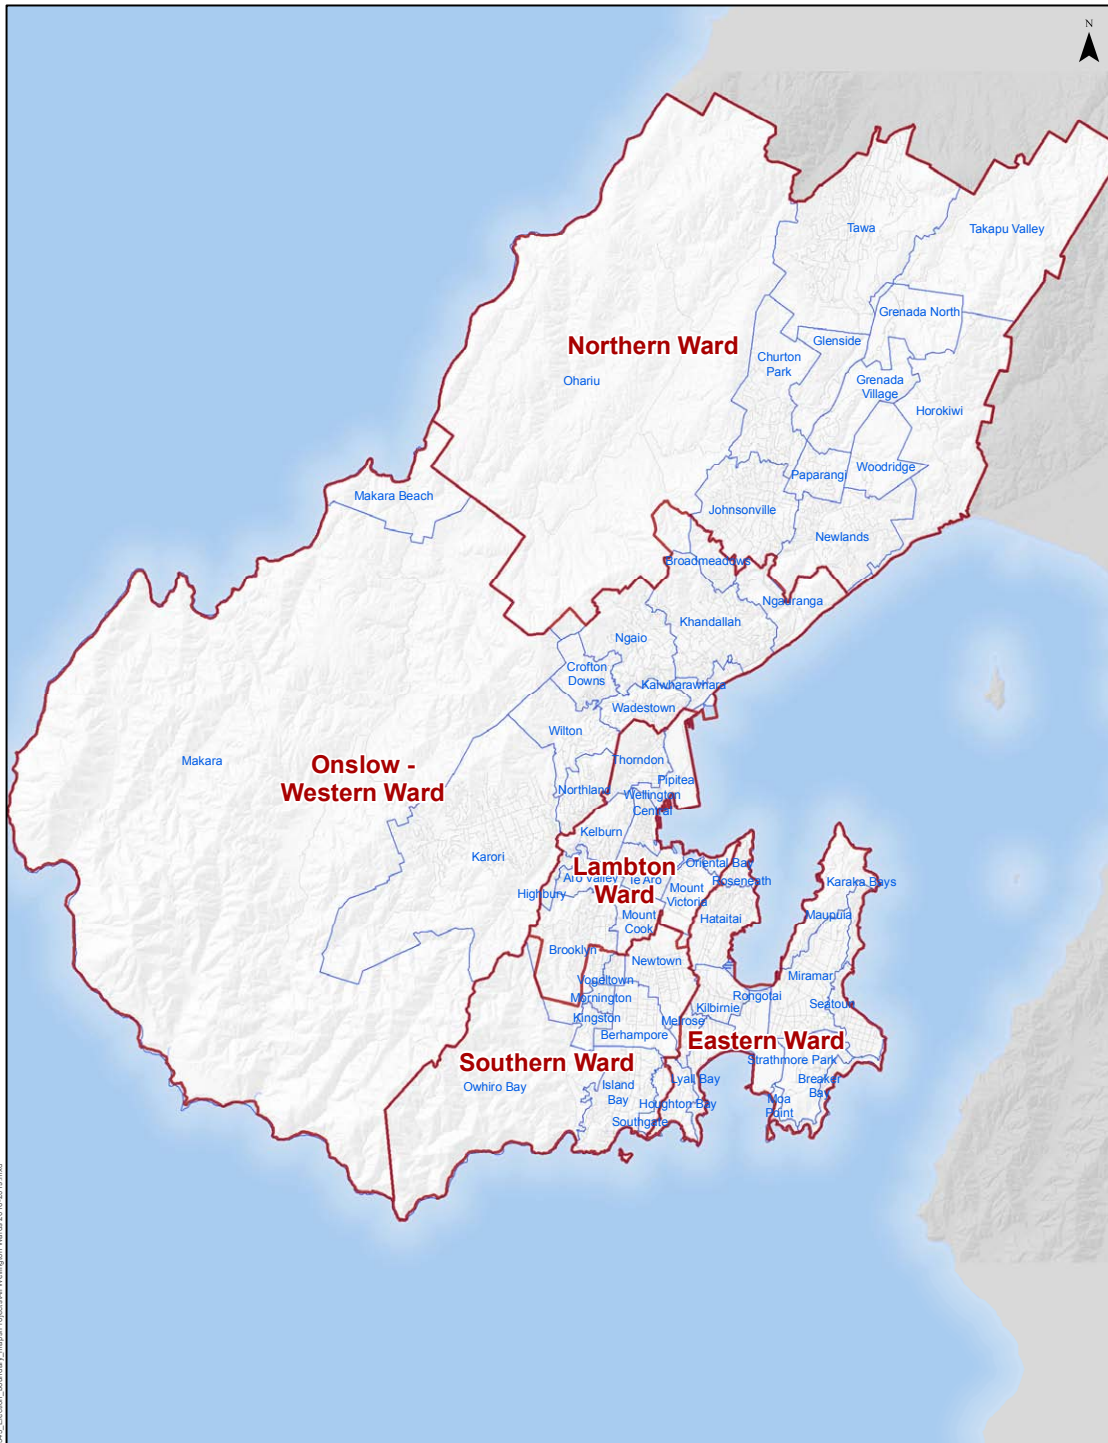 N
Tawa
Takapu Valley
Grenada North
Northern Ward
Glenside
Churton
Park
Ohariu
Grenada
Village
Horokiwi
Woodridge
Paparangi
Makara Beach
Johnsonville
Newlands
Broadmeadows
Ngauranga
Khandallah
Ngaio
Crofton
Downs
Kaiwharawhara
Wadestown
Wilton
Makara
Onslow -
Western Ward
Thorndon
Pipitea
Northland
Wellington
Central
Kelburn
Karori
Lambton
Ward
Oriental Bay
Roseneath
Aro Valley
Te Aro
Highbury
Mount
Victoria
Karaka Bays
Mount
Cook
Hataitai
Maupuia
Brooklyn
Newtown
Vogeltown
Miramar
Mornington
Rongotai
Seatoun
Kilbirnie
Kingston
Melrose
Berhampore
Eastern Ward
Southern Ward
Strathmore Park
Owhiro Bay
Lyall Bay
Breaker
Bay
Island
Bay
Houghton Bay
Moa
Point
Southgate